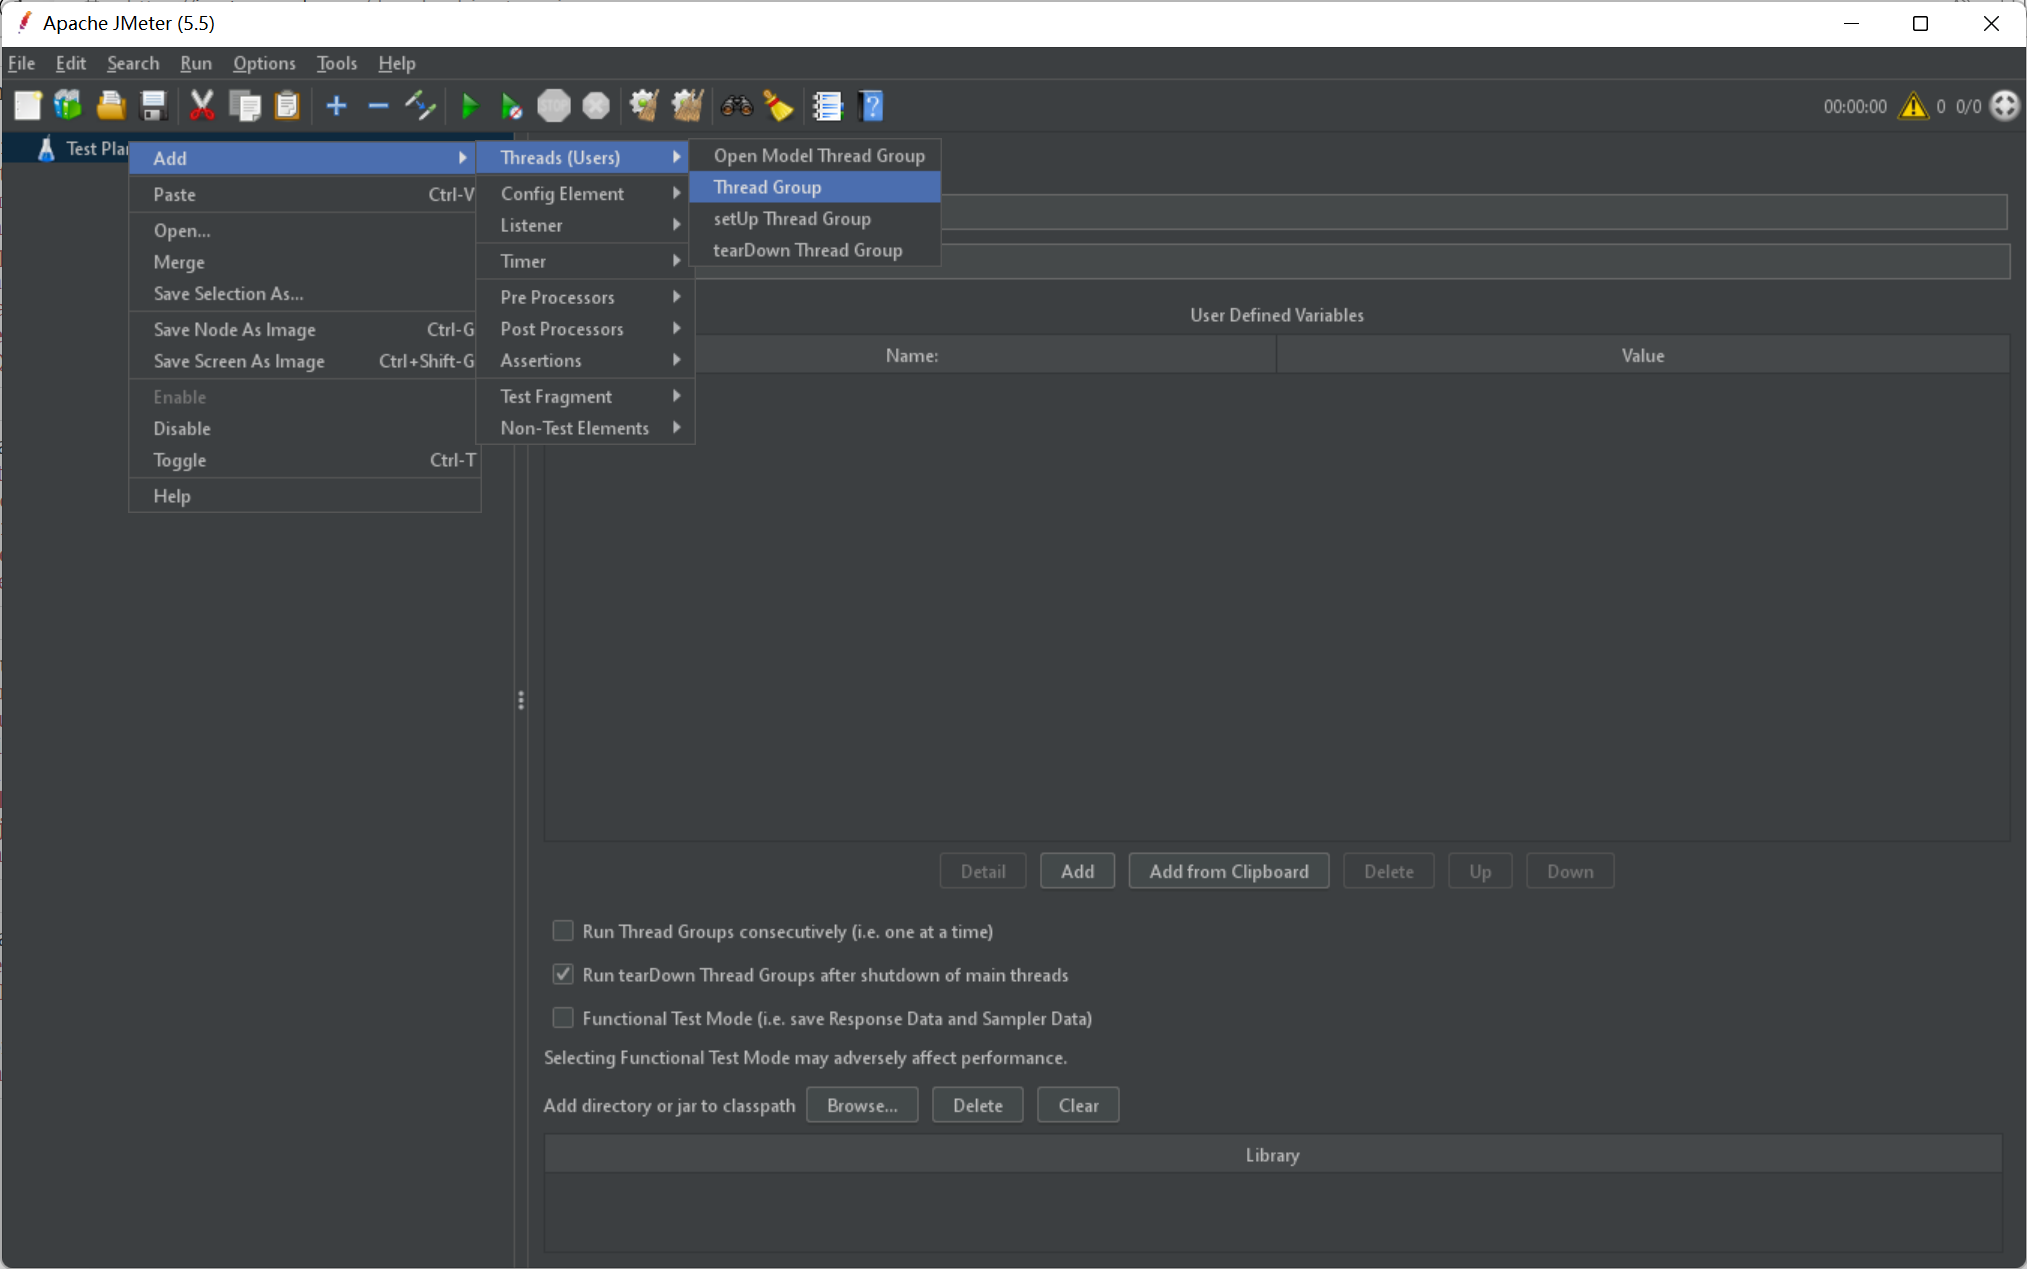 Apache JMeter (5.5)
File Edit Search Run Options Tools Help
STOP
00:00:00 0 0/0
Test Plan
Add
Paste Ctrl-V
Open...
Merge
Save Selection As...
Save Node As Image Ctrl-G
Save Screen As Image Ctrl+Shift-G
Enable
Disable
Toggle Ctrl-T
Help
Threads (Users)
Config Element
Listener
Timer
Pre Processors
Post Processors
Assertions
Test Fragment
Non-Test Elements
Open Model Thread Group
Thread Group
setUp Thread Group
tearDown Thread Group
User Defined Variables
Name: Value
Detail Add Add from Clipboard Delete Up Down
Run Thread Groups consecutively (i.e. one at a time)
Run tearDown Thread Groups after shutdown of main threads
Functional Test Mode (i.e. save Response Data and Sampler Data)
Selecting Functional Test Mode may adversely affect performance.
Add directory or jar to classpath Browse... Delete Clear
Library